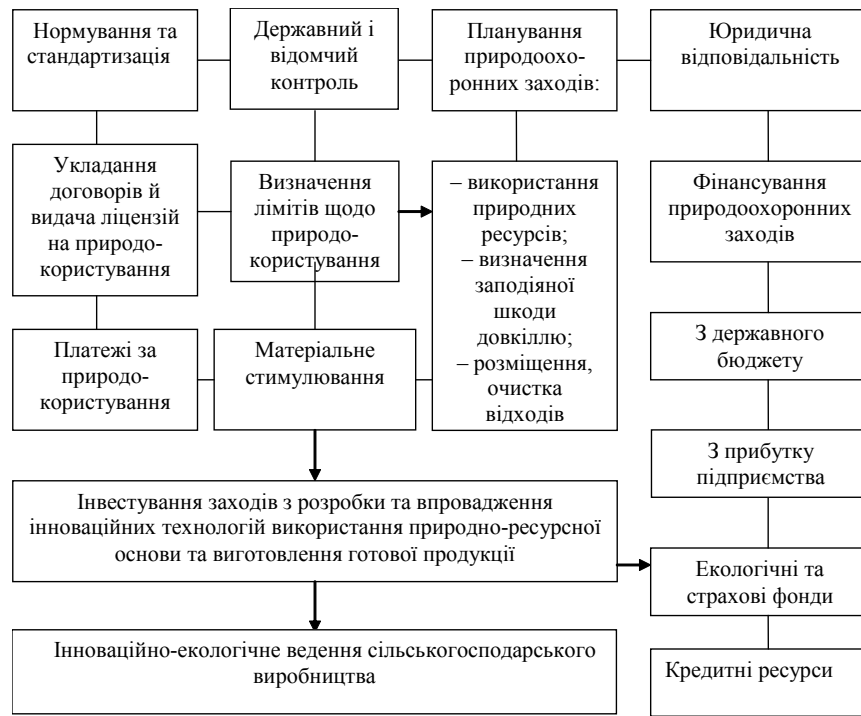 Нормування та
стандартизація
Державний і
відомчий
контроль
Планування
природоохо-
ронних заходів:
Юридична
відповідальність
Укладання
договорів й
видача ліцензій
на природо-
користування
Визначення
лімітів щодо
природо-
користування
– використання
природних
ресурсів;
– визначення
заподіяної
шкоди
довкіллю;
– розміщення,
очистка
відходів
Фінансування
природоохоронних
заходів
Платежі за
природо-
користування
Матеріальне
стимулювання
З державного
бюджету
З прибутку
підприємства
Інвестування заходів з розробки та впровадження
інноваційних технологій використання природно-ресурсної
основи та виготовлення готової продукції
Екологічні та
страхові фонди
Інноваційно-екологічне ведення сільськогосподарського
виробництва
Кредитні ресурси